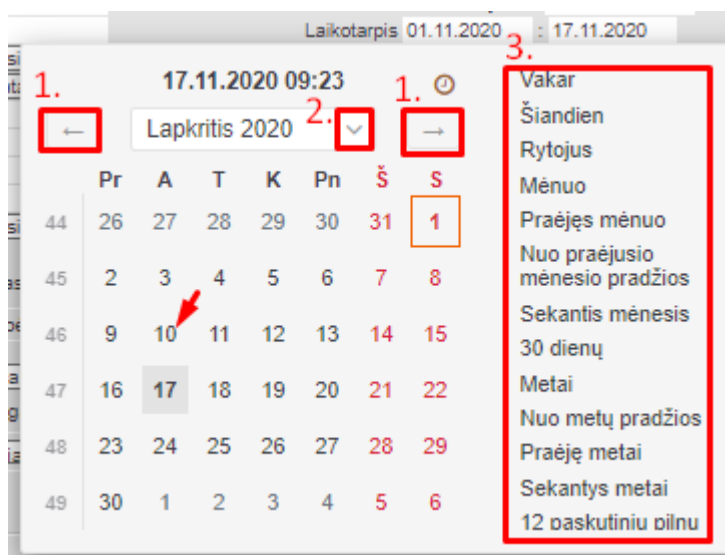 Laikotarpis 01.11.2020 : 17.11.2020
3.
1.
17.11.2020 09:23
1.
2.
← Lapkritis 2020 →
Pr A T K Pn Š S
44 26 27 28 29 30 31 1
45 2 3 4 5 6 7 8
46 9 10 11 12 13 14 15
47 16 17 18 19 20 21 22
48 23 24 25 26 27 28 29
49 30 1 2 3 4 5 6
Vakar
Šiandien
Rytojus
Mėnuo
Praėjęs mėnuo
Nuo praėjusio
mėnesio pradžios
Sekantis mėnesis
30 dienų
Metai
Nuo metų pradžios
Praėję metai
Sekantys metai
12 paskutinių pilnų